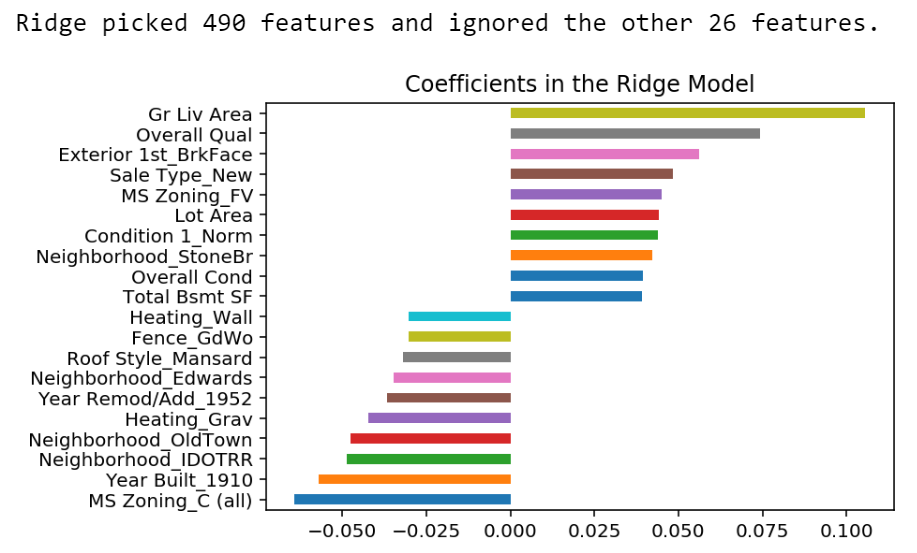 Ridge picked 490 features and ignored the other 26 features.
Coefficients in the Ridge Model
Gr Liv Area
Overall Qual
Exterior 1st_BrkFace
Sale Type_New
MS Zoning_FV
Lot Area
Condition 1_Norm
Neighborhood_StoneBr
Overall Cond
Total Bsmt SF
Heating_Wall
Fence_GdWo
Roof Style_Mansard
Neighborhood_Edwards
Year Remod/Add_1952
Heating_Grav
Neighborhood_OldTown
Neighborhood_IDOTRR
Year Built_1910
MS Zoning_C (all)
−0.050 −0.025 0.000 0.025 0.050 0.075 0.100